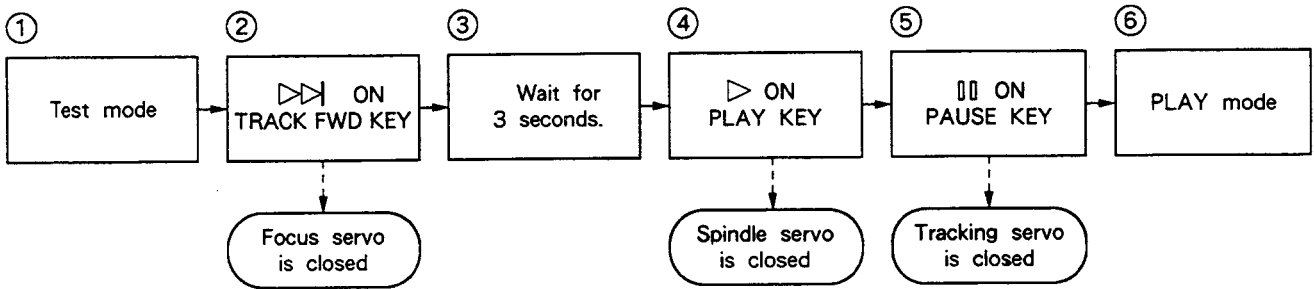 ① ② ③ ④ ⑤ ⑥
Test mode
▷▷| ON
TRACK FWD KEY
Wait for
3 seconds.
▷ ON
PLAY KEY
▯▯ ON
PAUSE KEY
PLAY mode
Focus servo
is closed
Spindle servo
is closed
Tracking servo
is closed